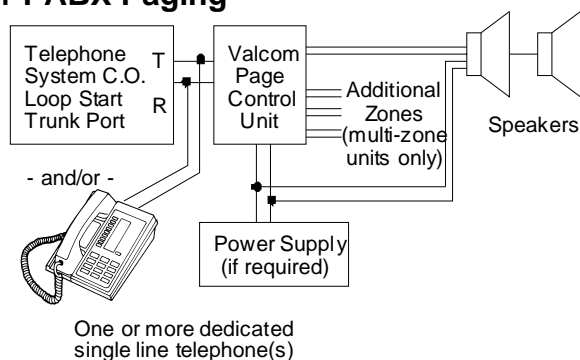 PABX Paging
Telephone
System C.O.
Loop Start
Trunk Port
T
R
Valcom
Page
Control
Unit
Additional
Zones
(multi-zone
units only)
Speakers
- and/or -
Power Supply
(if required)
One or more dedicated
single line telephone(s)